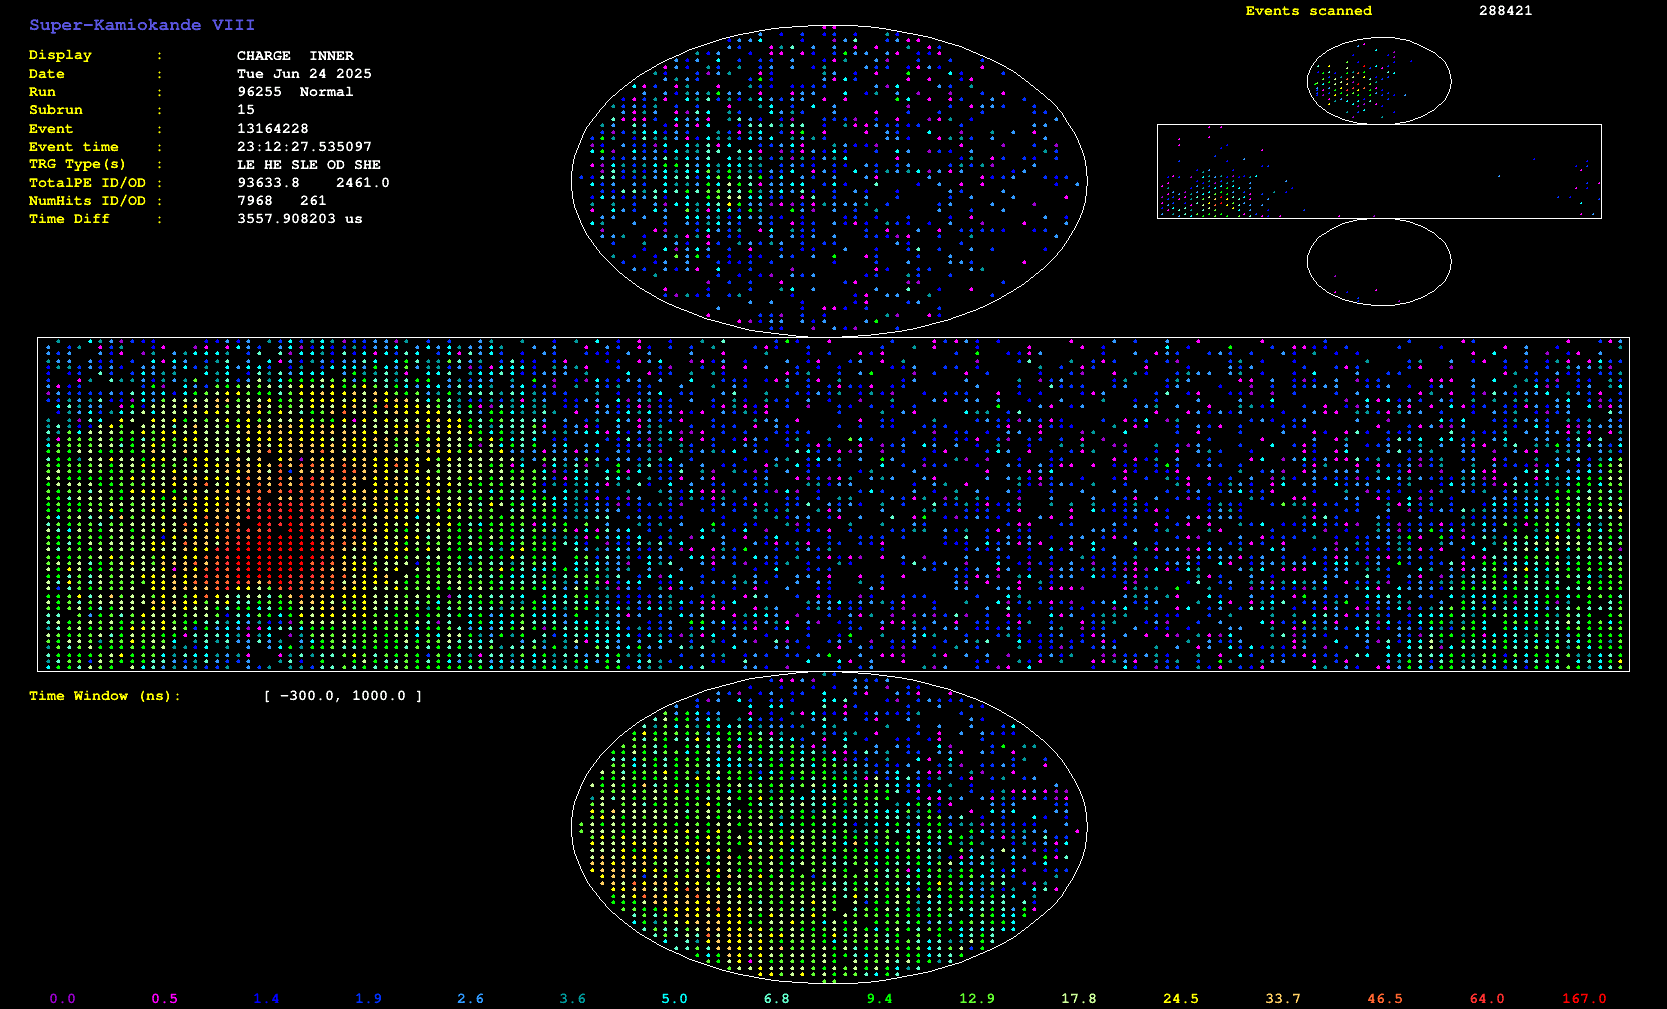 Super-Kamiokande VIII
Events scanned 288421
Display : CHARGE INNER
Date : Tue Jun 24 2025
Run : 96255 Normal
Subrun : 15
Event : 13164228
Event time : 23:12:27.535097
TRG Type(s) : LE HE SLE OD SHE
TotalPE ID/OD : 93633.8 2461.0
NumHits ID/OD : 7968 261
Time Diff : 3557.908203 us
Time Window (ns): [ -300.0, 1000.0 ]
0.0 0.5 1.4 1.9 2.6 3.6 5.0 6.8 9.4 12.9 17.8 24.5 33.7 46.5 64.0 167.0